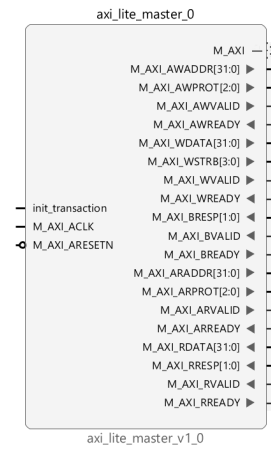 axi_lite_master_0
M_AXI
M_AXI_AWADDR[31:0]
M_AXI_AWPROT[2:0]
M_AXI_AWVALID
M_AXI_AWREADY
M_AXI_WDATA[31:0]
M_AXI_WSTRB[3:0]
M_AXI_WVALID
M_AXI_WREADY
init_transaction
M_AXI_BRESP[1:0]
M_AXI_ACLK
M_AXI_BVALID
M_AXI_ARESETN
M_AXI_BREADY
M_AXI_ARADDR[31:0]
M_AXI_ARPROT[2:0]
M_AXI_ARVALID
M_AXI_ARREADY
M_AXI_RDATA[31:0]
M_AXI_RRESP[1:0]
M_AXI_RVALID
M_AXI_RREADY
axi_lite_master_v1_0